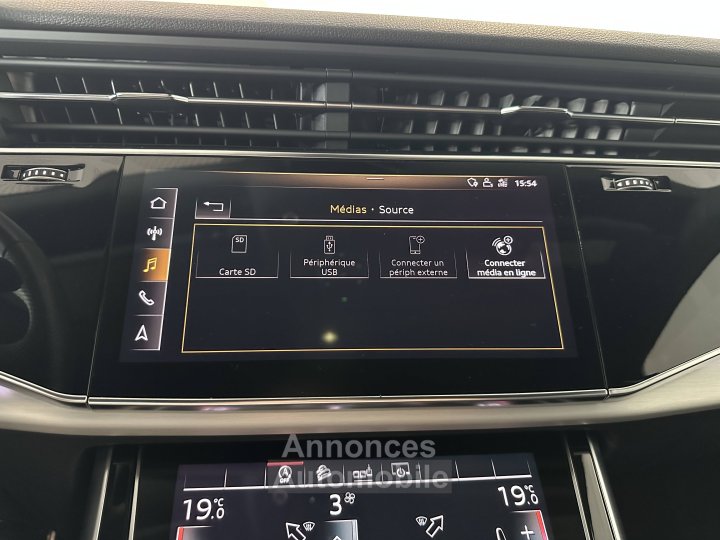 15:54
Médias · Source
SD
Carte SD
Périphérique
USB
Connecter un
périph externe
Connecter
média en ligne
Annonces
Automobile
OFF
19.0°C
3
19.0°C
+